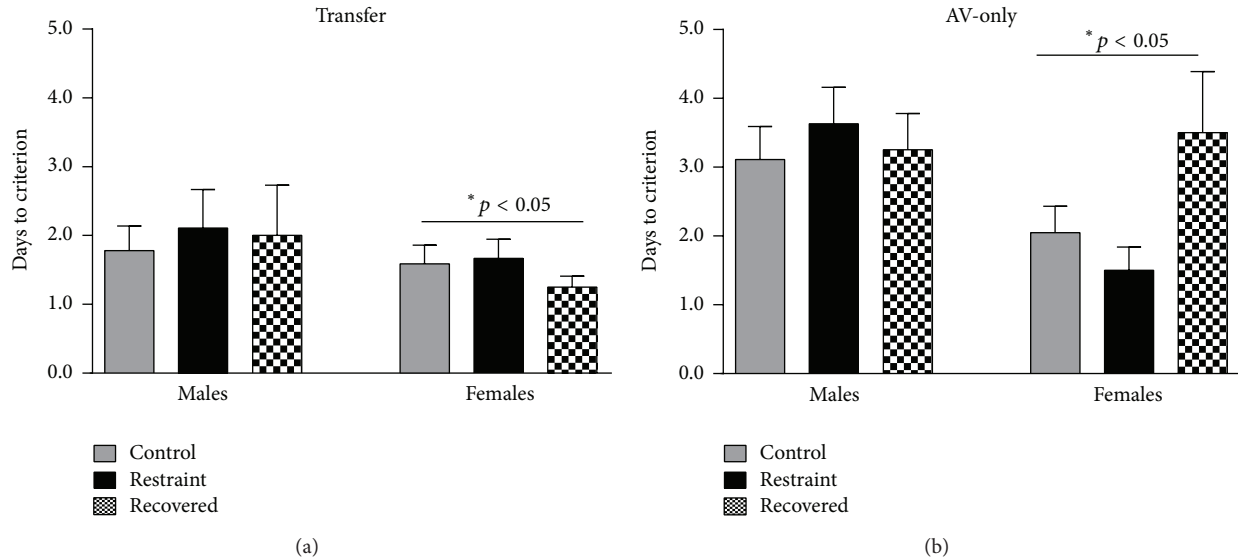 Transfer
5.0
4.0
3.0
2.0
1.0
0.0
Days to criterion
* p < 0.05
Males
Females
Control
Restraint
Recovered
(a)
AV-only
5.0
4.0
3.0
2.0
1.0
0.0
Days to criterion
* p < 0.05
Males
Females
Control
Restraint
Recovered
(b)